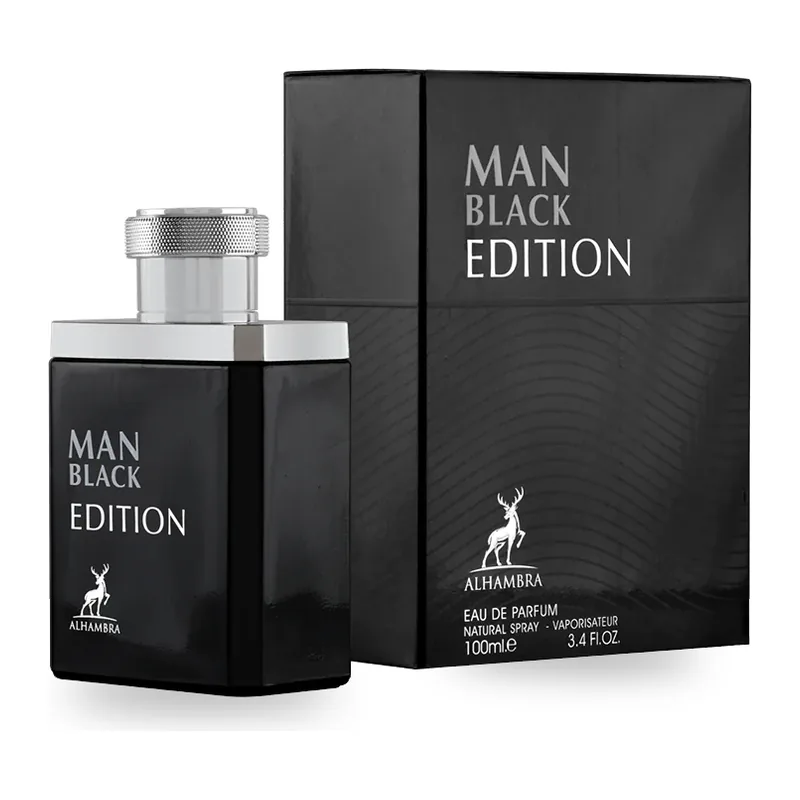 MAN
BLACK
EDITION
ALHAMBRA
EAU DE PARFUM
NATURAL SPRAY - VAPORISATEUR
100ml.e 3.4 Fl.OZ.
MAN
BLACK
EDITION
ALHAMBRA